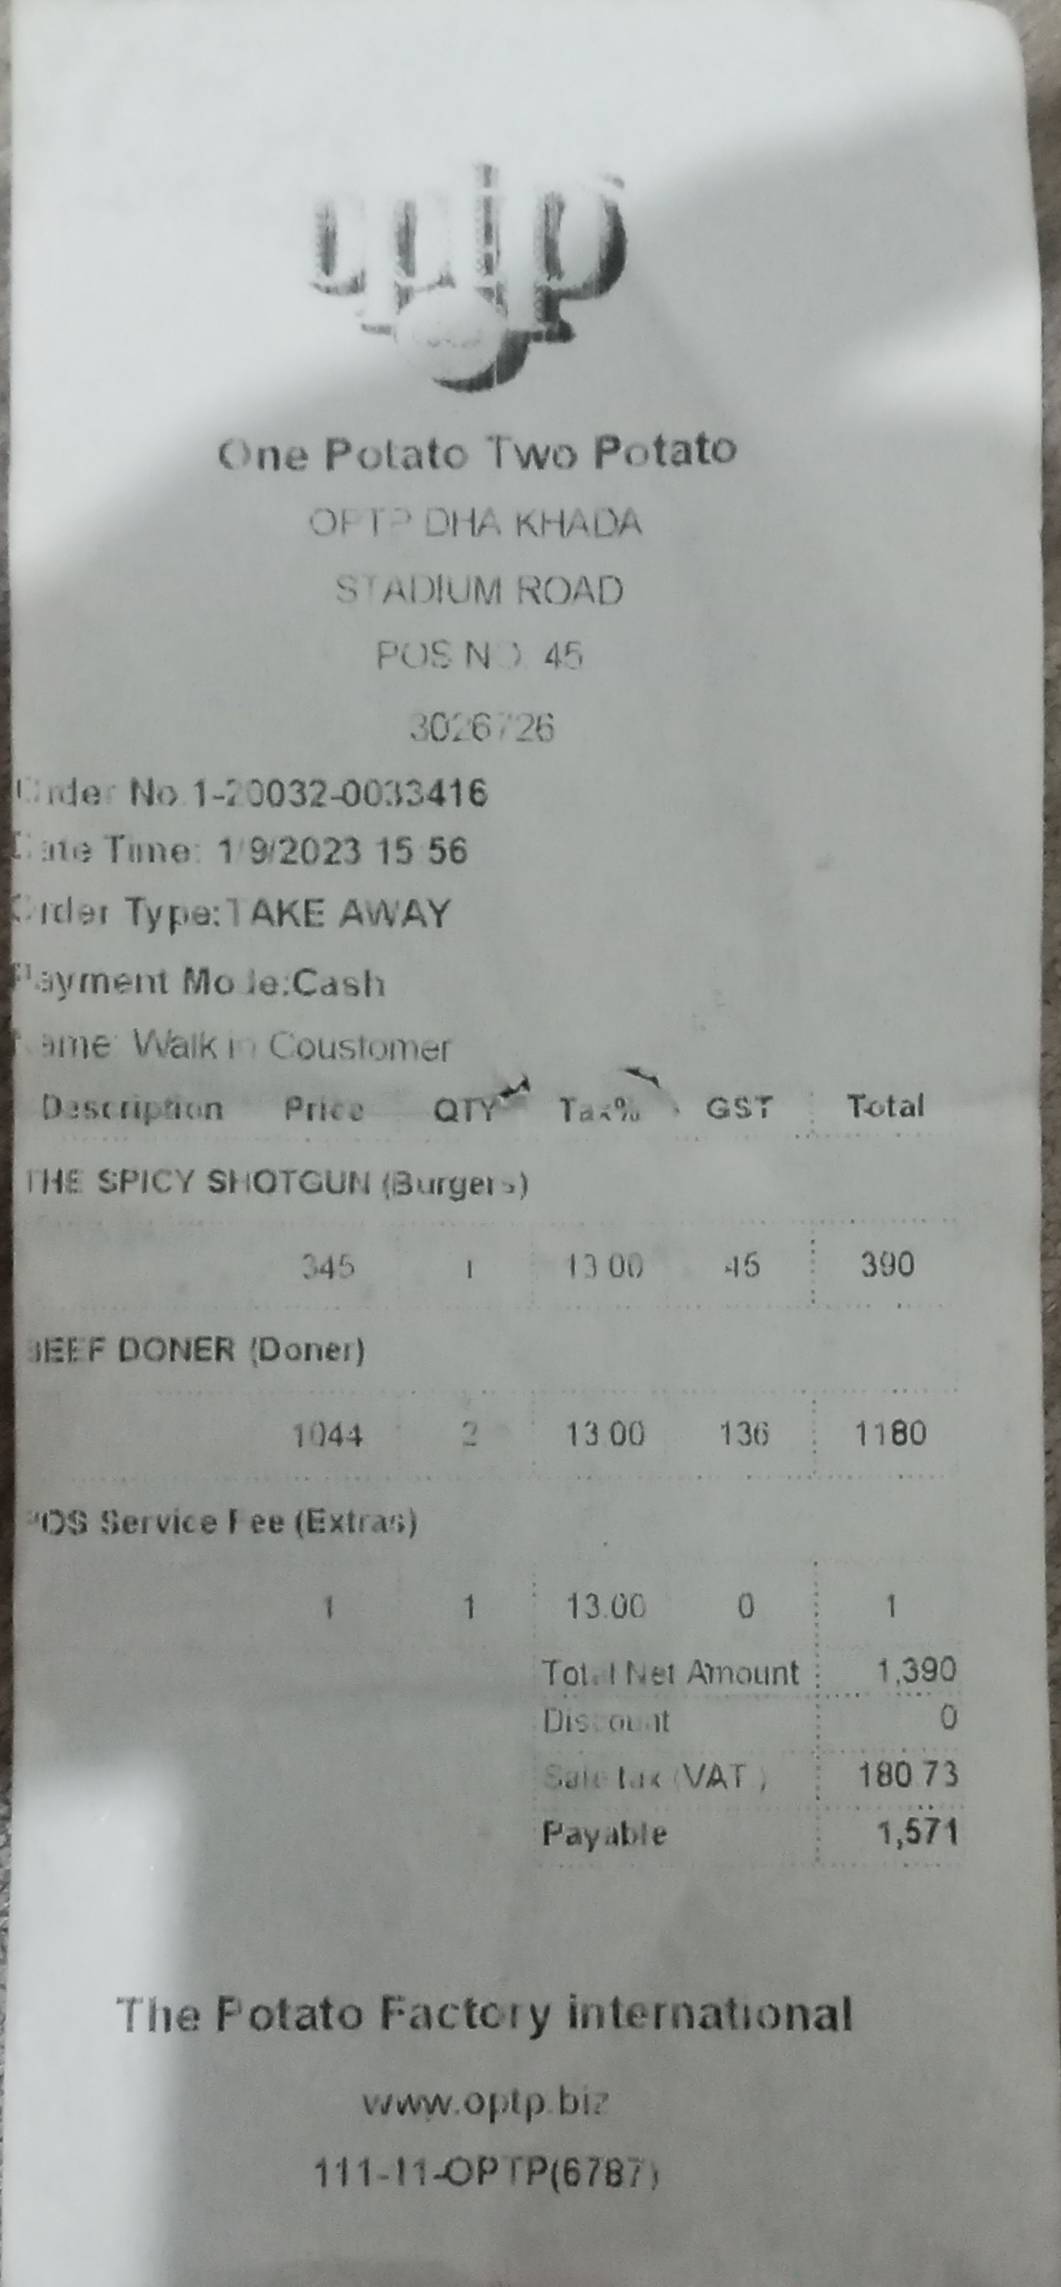 optp
One Potato Two Potato
OPTP DHA KHADA
STADIUM ROAD
POS NO. 45
3026726
Order No.1-20032-0033416
Date Time: 1/9/2023 15:56
Order Type:TAKE AWAY
Payment Mode:Cash
Name: Walk in Coustomer
Description Price QTY Tax% GST Total
THE SPICY SHOTGUN (Burgers)
345 1 13.00 45 390
BEEF DONER (Doner)
1044 2 13.00 136 1180
POS Service Fee (Extras)
1 1 13.00 0 1
Total Net Amount 1,390
Discount 0
Sale tax (VAT ) 180.73
Payable 1,571
The Potato Factory international
www.optp.biz
111-11-OPTP(6787)